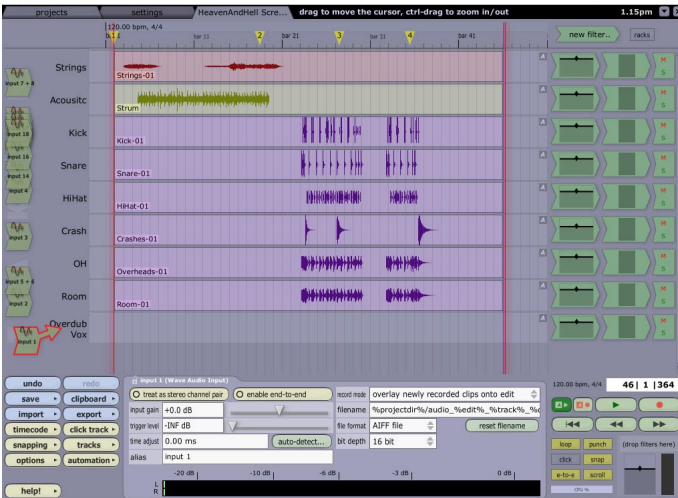 projects settings HeavenAndHell Scre... drag to move the cursor, ctrl-drag to zoom in/out 1.15pm
120.00 bpm, 4/4
1 bar 11 2 bar 21 3 bar 31 4 bar 41
new filter.. racks
Strings
Strings-01
A M S
input 7 + 8
Acousitc
Strum
A M S
Kick
Kick-01
A M S
input 18
Snare
Snare-01
A M S
input 16
input 14
HiHat
HiHat-01
A M S
input 4
Crash
Crashes-01
A M S
input 3
OH
Overheads-01
A M S
input 5 + 6
Room
Room-01
A M S
input 2
Overdub
Vox
A M S
input 1
undo redo
save clipboard
import export
timecode click track
snapping tracks
options automation
help!
input 1 (Wave Audio Input)
treat as stereo channel pair enable end-to-end
input gain +0.0 dB
trigger level -INF dB
time adjust 0.00 ms auto-detect...
alias input 1
record mode overlay newly recorded clips onto edit
filename %projectdir%/audio_%edit%_%track%_%
file format AIFF file reset filename
bit depth 16 bit
-20 dB -10 dB -6 dB -3 dB 0 dB
L
R
120.00 bpm, 4/4 46| 1 |364
A A
loop punch (drop filters here)
click snap
e-to-e scroll
CPU %